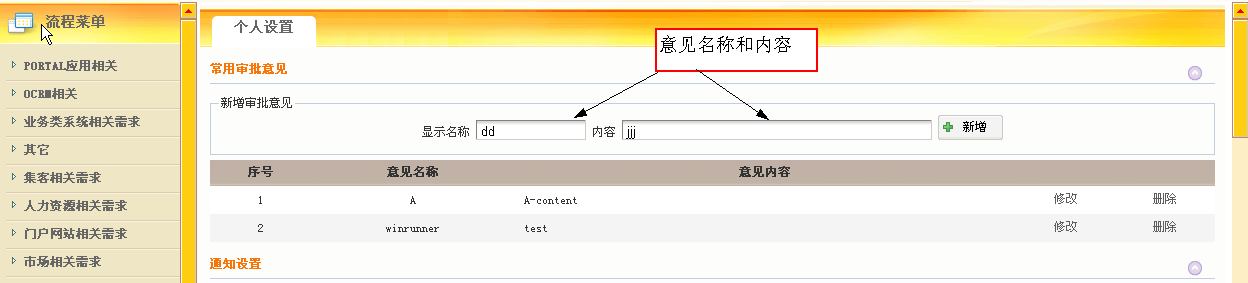 流程菜单
PORTAL应用相关
OCRM相关
业务类系统相关需求
其它
集客相关需求
人力资源相关需求
门户网站相关需求
市场相关需求
个人设置
意见名称和内容
常用审批意见
新增审批意见
显示名称 dd 内容 jjj 新增
序号 意见名称 意见内容
1 A A-content 修改 删除
2 winrunner test 修改 删除
通知设置